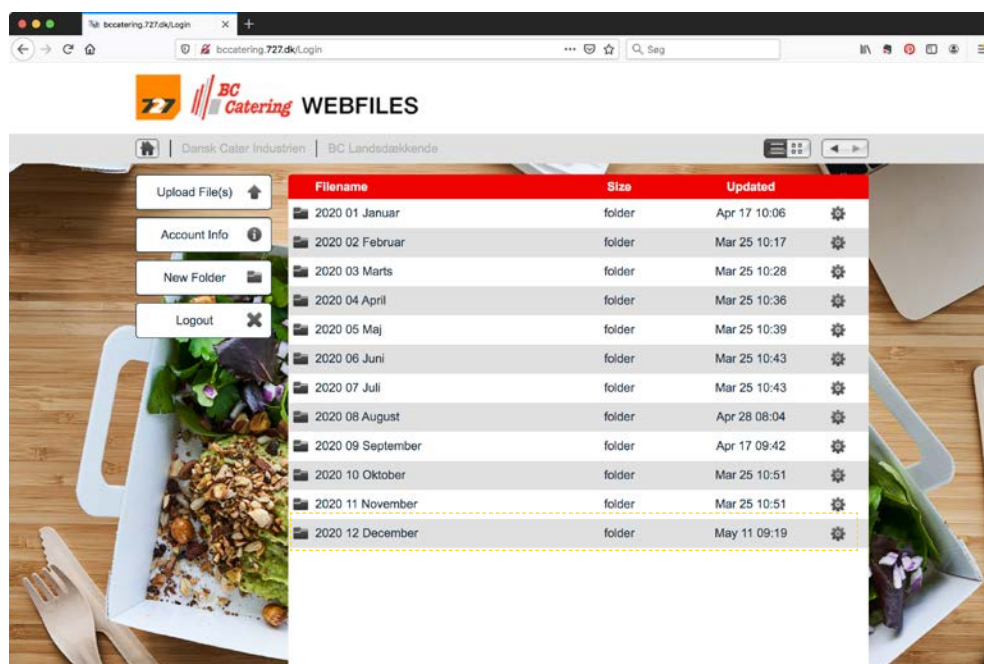 bccatering.727.dk/Login
bccatering.727.dk/Login
Søg
727
BC
Catering
WEBFILES
Dansk Cater Industrien | BC Landsdækkende
Upload File(s)
Account Info
New Folder
Logout
Filename Size Updated
2020 01 Januar folder Apr 17 10:06
2020 02 Februar folder Mar 25 10:17
2020 03 Marts folder Mar 25 10:28
2020 04 April folder Mar 25 10:36
2020 05 Maj folder Mar 25 10:39
2020 06 Juni folder Mar 25 10:43
2020 07 Juli folder Mar 25 10:43
2020 08 August folder Apr 28 08:04
2020 09 September folder Apr 17 09:42
2020 10 Oktober folder Mar 25 10:51
2020 11 November folder Mar 25 10:51
2020 12 December folder May 11 09:19